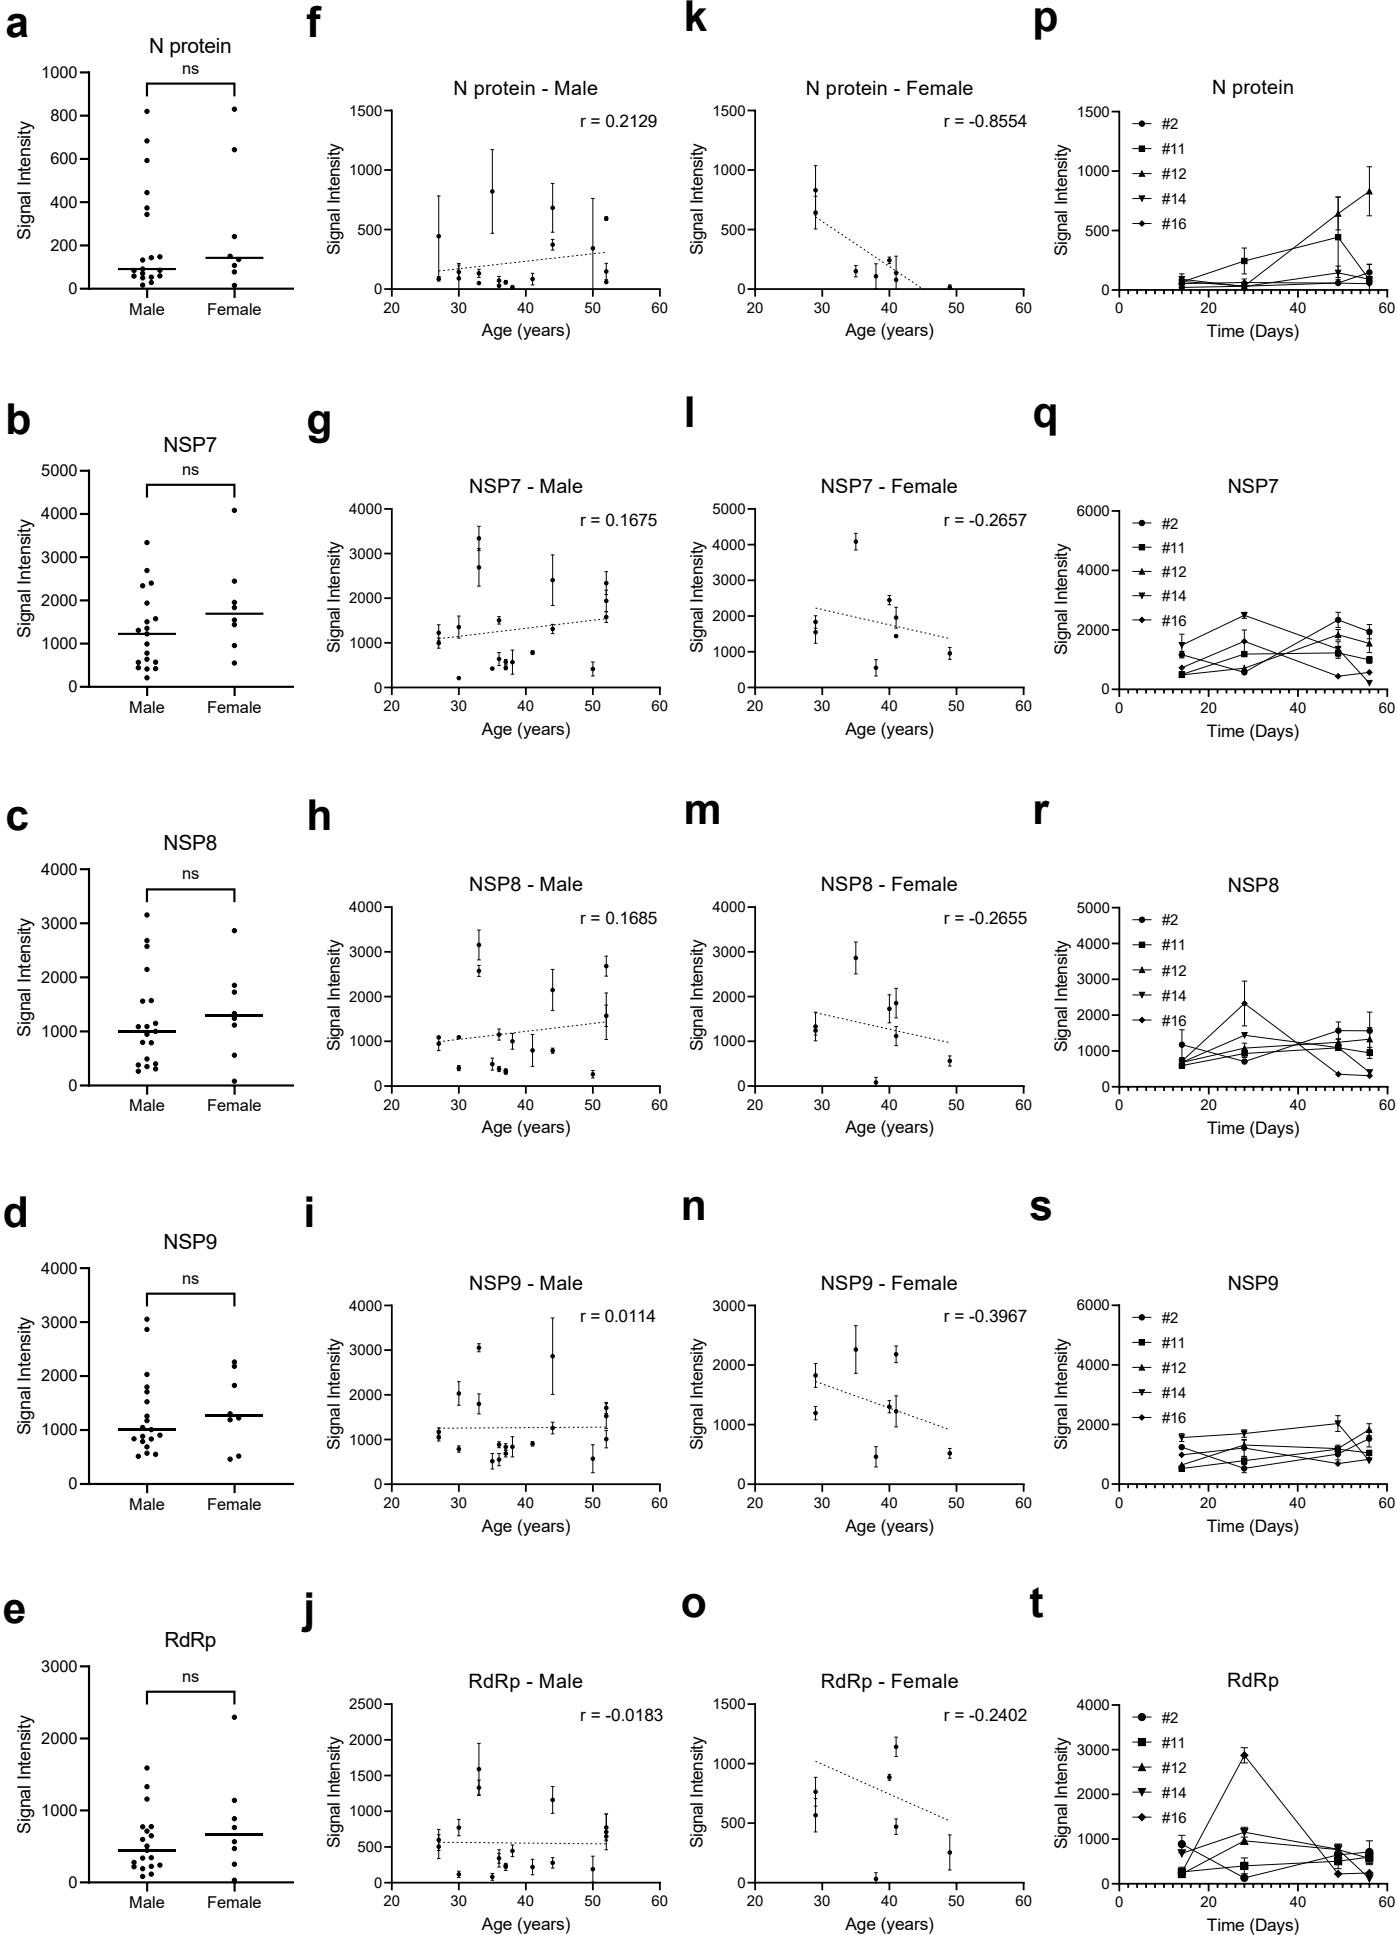 a
N protein
ns
Signal Intensity
1000
800
600
400
200
0
Male Female
f
N protein - Male
r = 0.2129
Signal Intensity
1500
1000
500
0
20 30 40 50 60
Age (years)
k
N protein - Female
r = -0.8554
Signal Intensity
1500
1000
500
0
20 30 40 50 60
Age (years)
p
N protein
Signal Intensity
1500
1000
500
0
#2
#11
#12
#14
#16
0 20 40 60
Time (Days)
b
NSP7
ns
Signal Intensity
5000
4000
3000
2000
1000
0
Male Female
g
NSP7 - Male
r = 0.1675
Signal Intensity
4000
3000
2000
1000
0
20 30 40 50 60
Age (years)
l
NSP7 - Female
r = -0.2657
Signal Intensity
5000
4000
3000
2000
1000
0
20 30 40 50 60
Age (years)
q
NSP7
Signal Intensity
6000
4000
2000
0
#2
#11
#12
#14
#16
0 20 40 60
Time (Days)
c
NSP8
ns
Signal Intensity
4000
3000
2000
1000
0
Male Female
h
NSP8 - Male
r = 0.1685
Signal Intensity
4000
3000
2000
1000
0
20 30 40 50 60
Age (years)
m
NSP8 - Female
r = -0.2655
Signal Intensity
4000
3000
2000
1000
0
20 30 40 50 60
Age (years)
r
NSP8
Signal Intensity
5000
4000
3000
2000
1000
0
#2
#11
#12
#14
#16
0 20 40 60
Time (Days)
d
NSP9
ns
Signal Intensity
4000
3000
2000
1000
0
Male Female
i
NSP9 - Male
r = 0.0114
Signal Intensity
4000
3000
2000
1000
0
20 30 40 50 60
Age (years)
n
NSP9 - Female
r = -0.3967
Signal Intensity
3000
2000
1000
0
20 30 40 50 60
Age (years)
s
NSP9
Signal Intensity
6000
4000
2000
0
#2
#11
#12
#14
#16
0 20 40 60
Time (Days)
e
RdRp
ns
Signal Intensity
3000
2000
1000
0
Male Female
j
RdRp - Male
r = -0.0183
Signal Intensity
2500
2000
1500
1000
500
0
20 30 40 50 60
Age (years)
o
RdRp - Female
r = -0.2402
Signal Intensity
1500
1000
500
0
20 30 40 50 60
Age (years)
t
RdRp
Signal Intensity
4000
3000
2000
1000
0
#2
#11
#12
#14
#16
0 20 40 60
Time (Days)